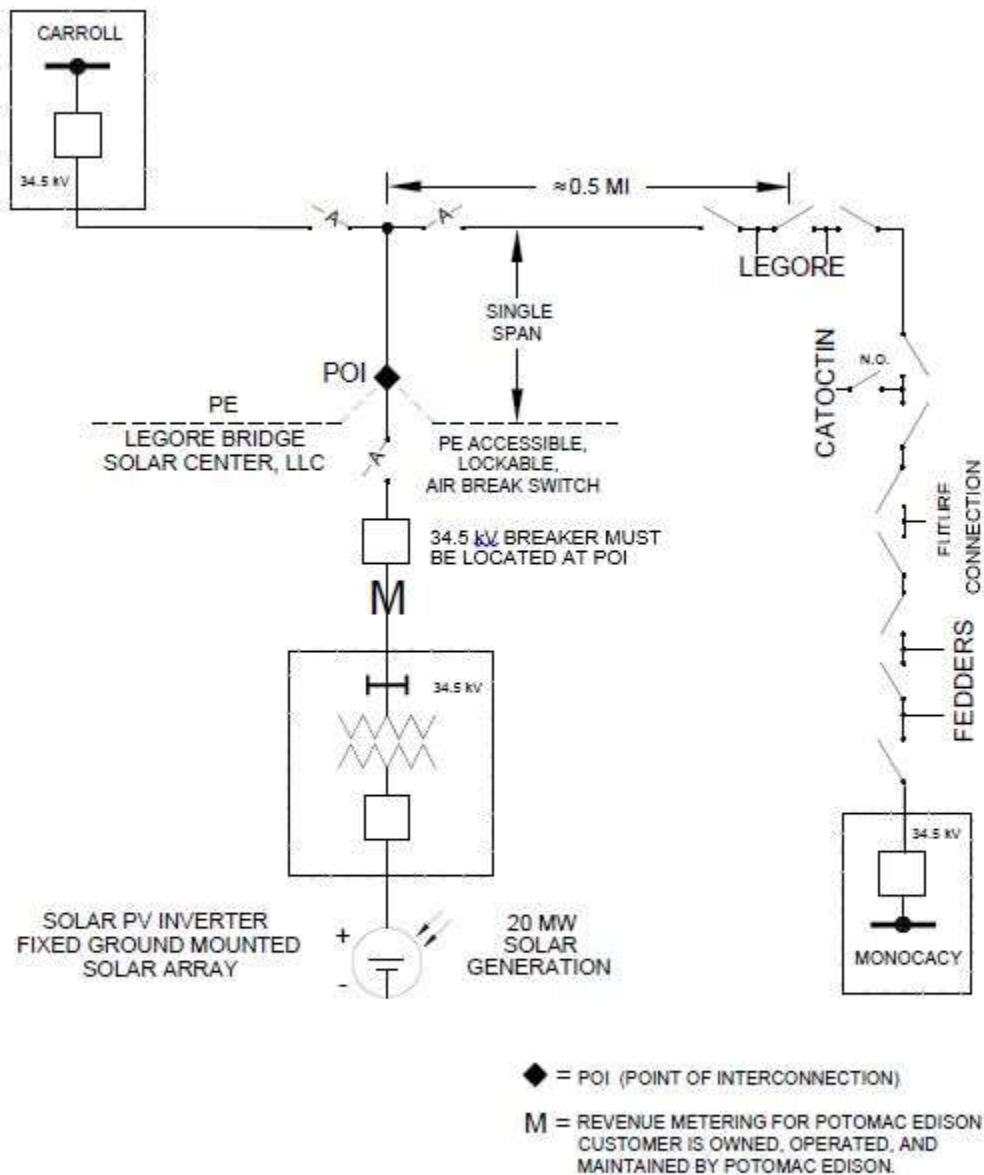 CARROLL
34.5 kV
≈0.5 MI
A
A
LEGORE
SINGLE
SPAN
CATOCTIN
N.O.
POI
PE
LEGORE BRIDGE
SOLAR CENTER, LLC
A
PE ACCESSIBLE,
LOCKABLE,
AIR BREAK SWITCH
FUTURE
CONNECTION
34.5 kV BREAKER MUST
BE LOCATED AT POI
M
FEDDERS
34.5 kV
34.5 kV
MONOCACY
SOLAR PV INVERTER
FIXED GROUND MOUNTED
SOLAR ARRAY
+
-
20 MW
SOLAR
GENERATION
= POI (POINT OF INTERCONNECTION)
M = REVENUE METERING FOR POTOMAC EDISON
CUSTOMER IS OWNED, OPERATED, AND
MAINTAINED BY POTOMAC EDISON.